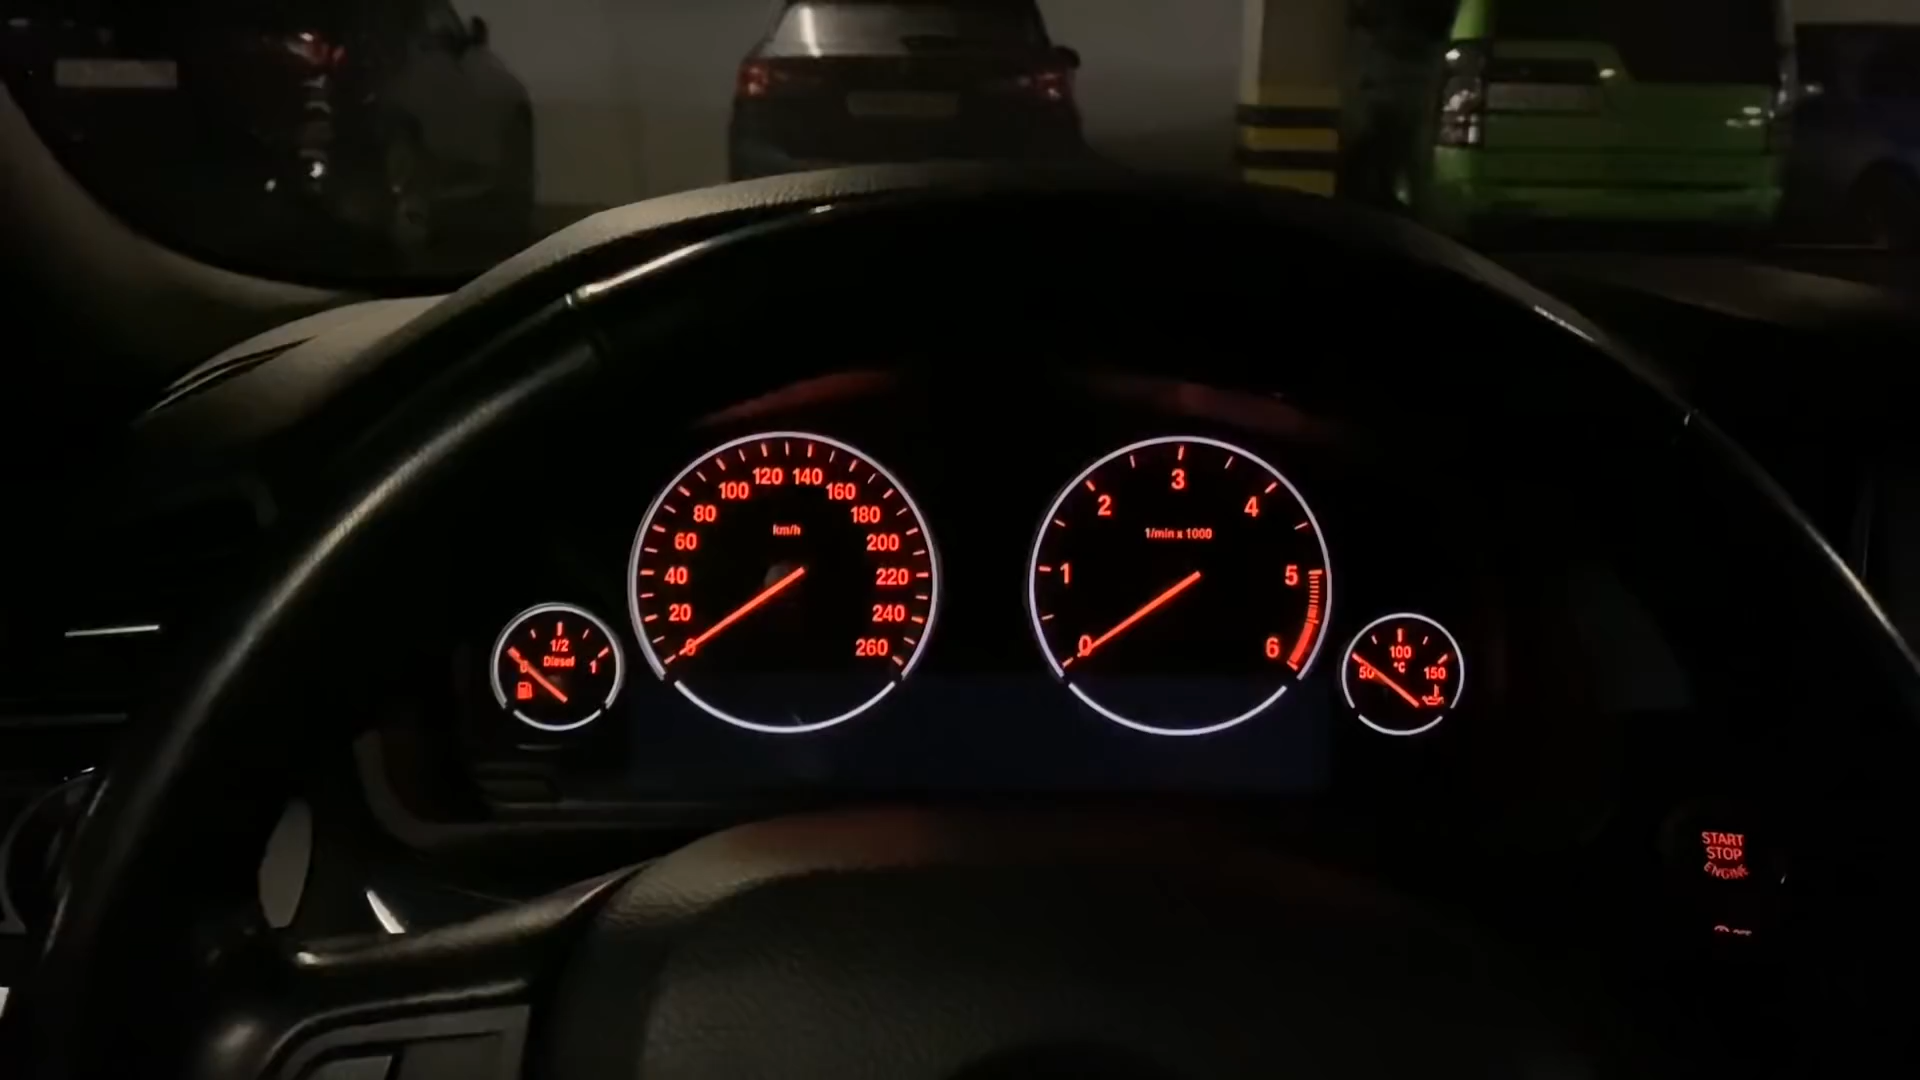 120 140
100 160
80 180
km/h
60 200
40 220
20 240
0 260
3
2 4
1/min x 1000
1 5
0 6
1/2
Diesel
0 1
100
°C
50 150
START
STOP
ENGINE